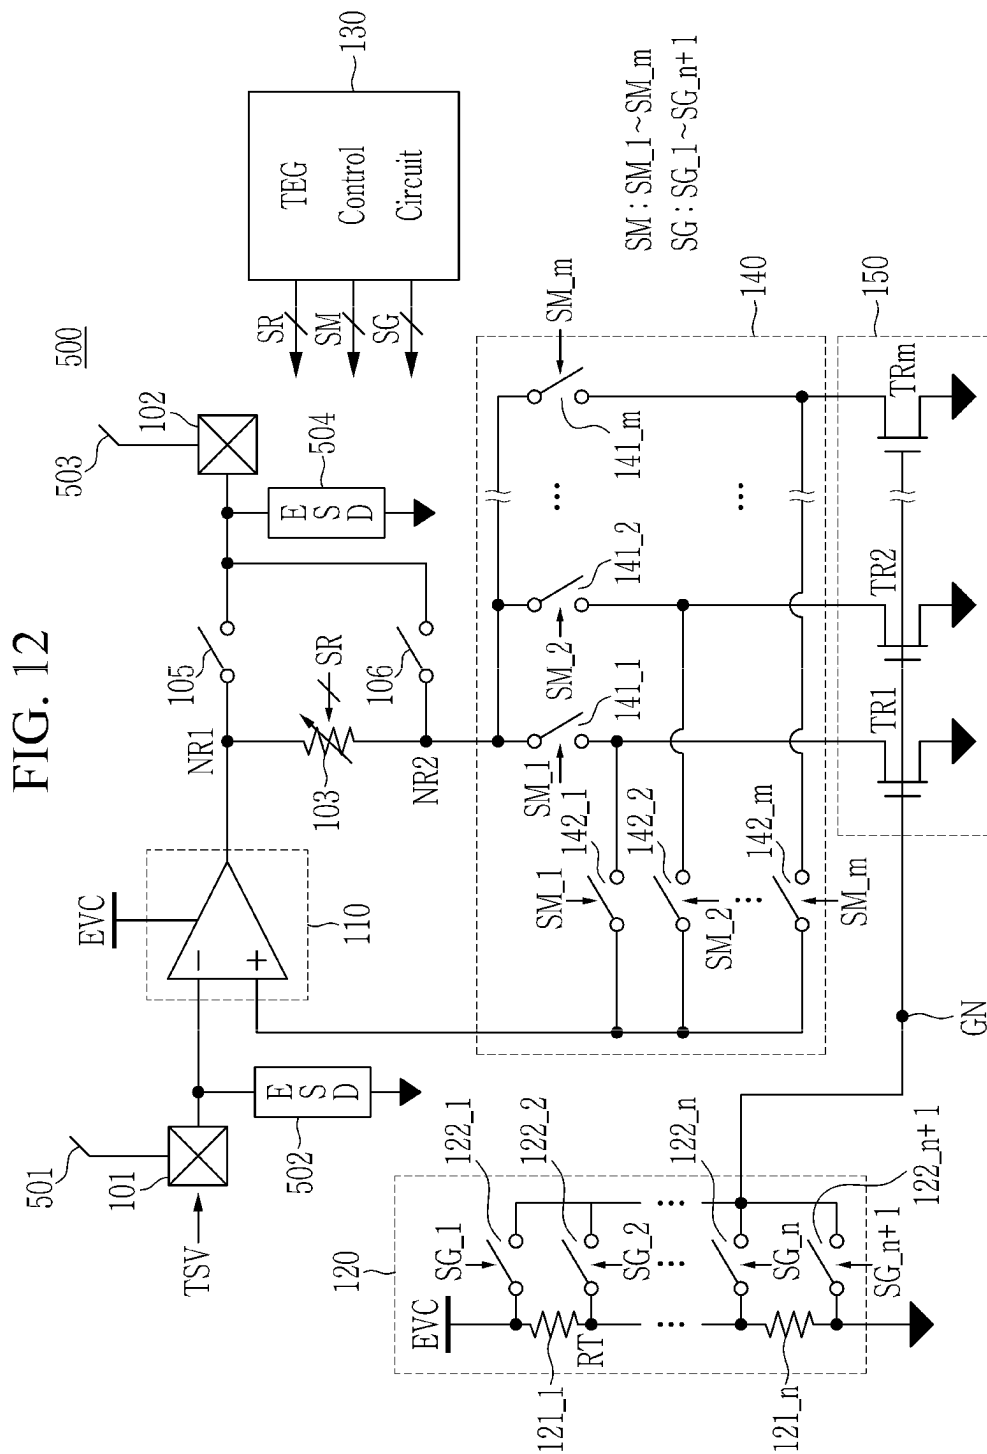 FIG. 12
500
501
TSV
101
ESD
502
EVC
110
NR1
105
103
SR
NR2
106
503
102
ESD
504
130
TEG
Control
Circuit
SR
SM
SG
SM : SM_1~SM_m
SG : SG_1~SG_n+1
140
SM_1
141_1
SM_2
141_2
...
SM_m
141_m
...
SM_1
142_1
142_2
SM_2
...
142_m
SM_m
150
TR1
TR2
TRm
GN
120
EVC
SG_1
122_1
121_1
RT
SG_2
122_2
... ... ...
SG_n
122_n
121_n
SG_n+1
122_n+1